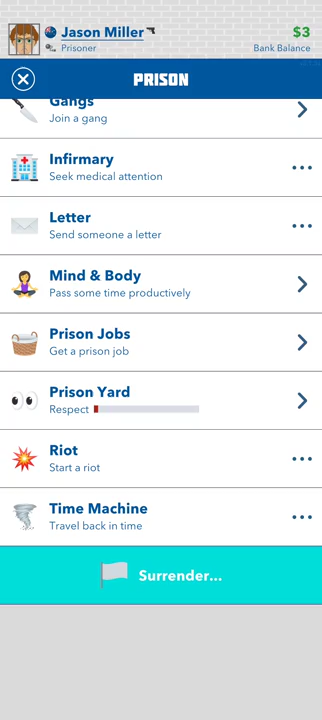 Jason Miller
$3
Prisoner
Bank Balance
PRISON
Gangs
Join a gang
Infirmary
Seek medical attention
Letter
Send someone a letter
Mind & Body
Pass some time productively
Prison Jobs
Get a prison job
Prison Yard
Respect
Riot
Start a riot
Time Machine
Travel back in time
Surrender...